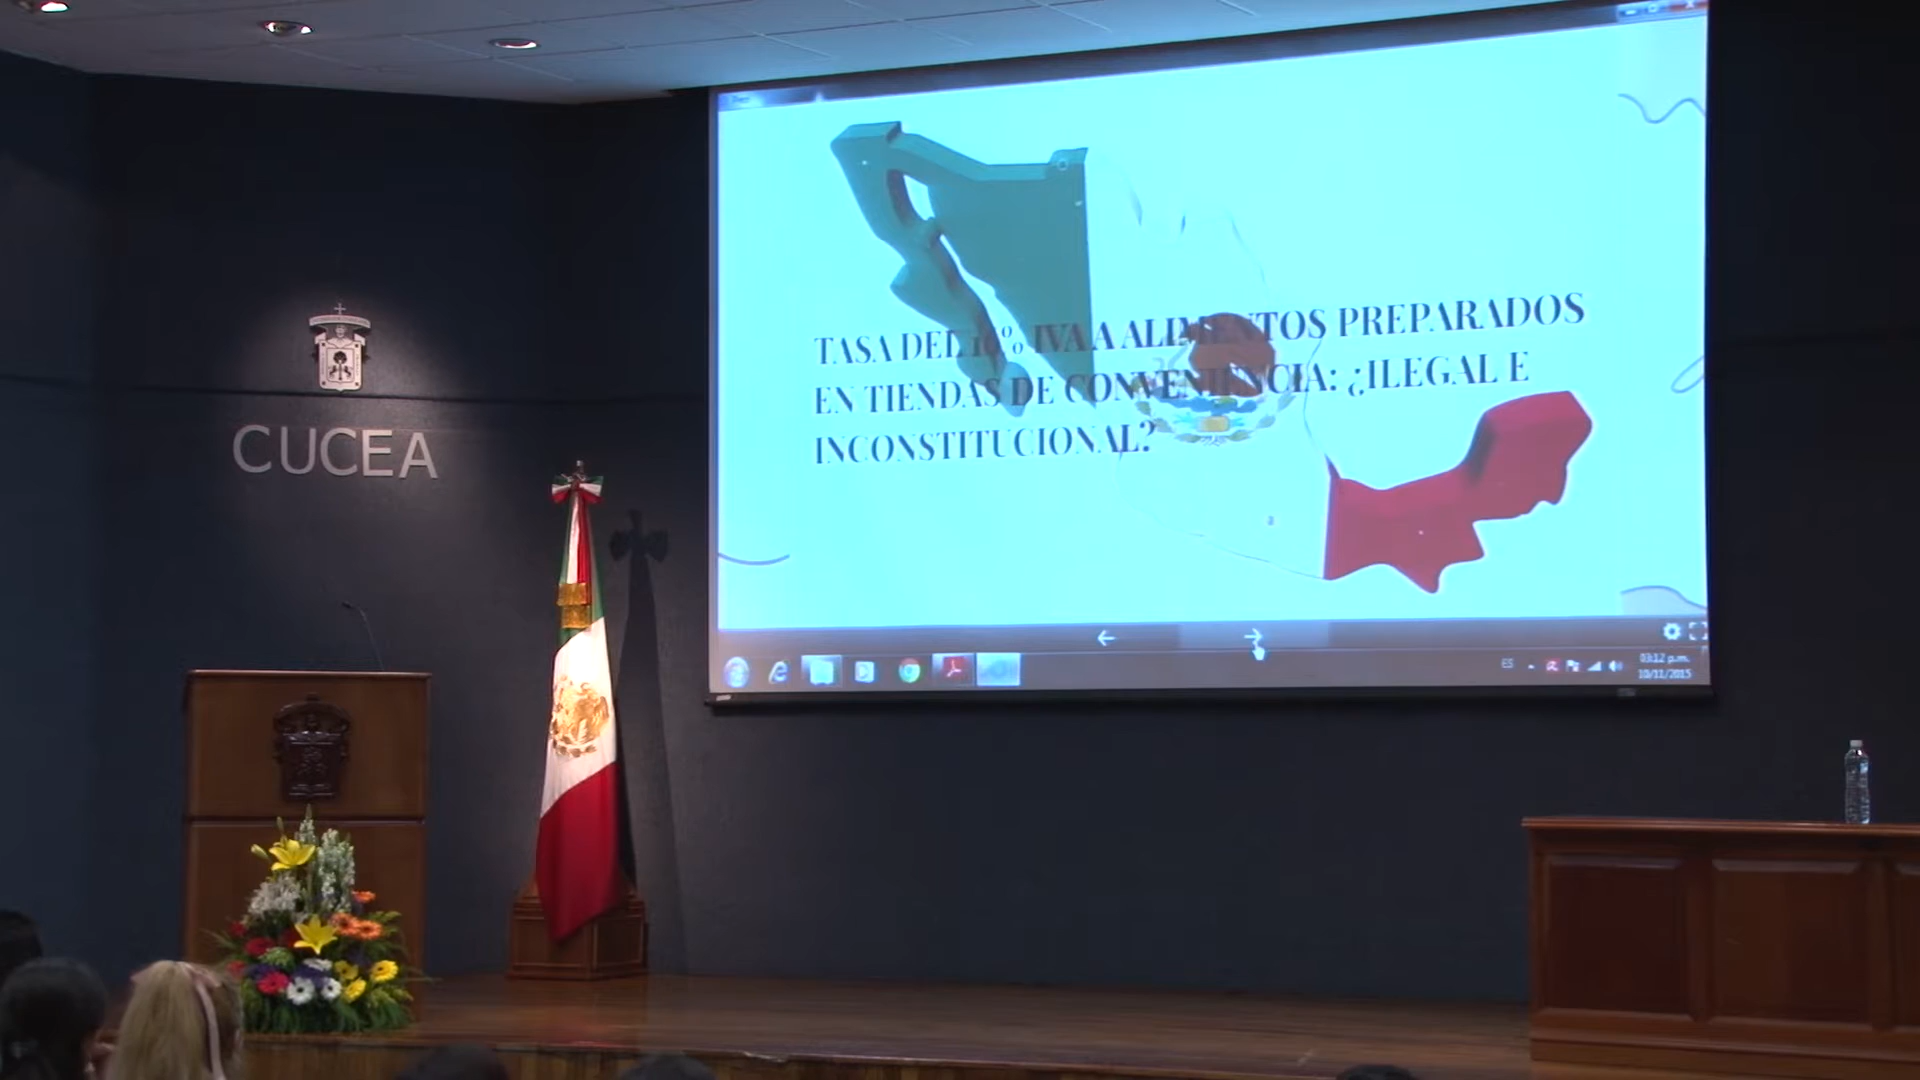 TASA DEL 16% IVA A ALIMENTOS PREPARADOS
EN TIENDAS DE CONVENIENCIA: ¿ILEGAL E
INCONSTITUCIONAL?
CUCEA
ES
03:12 p.m.
10/11/2015